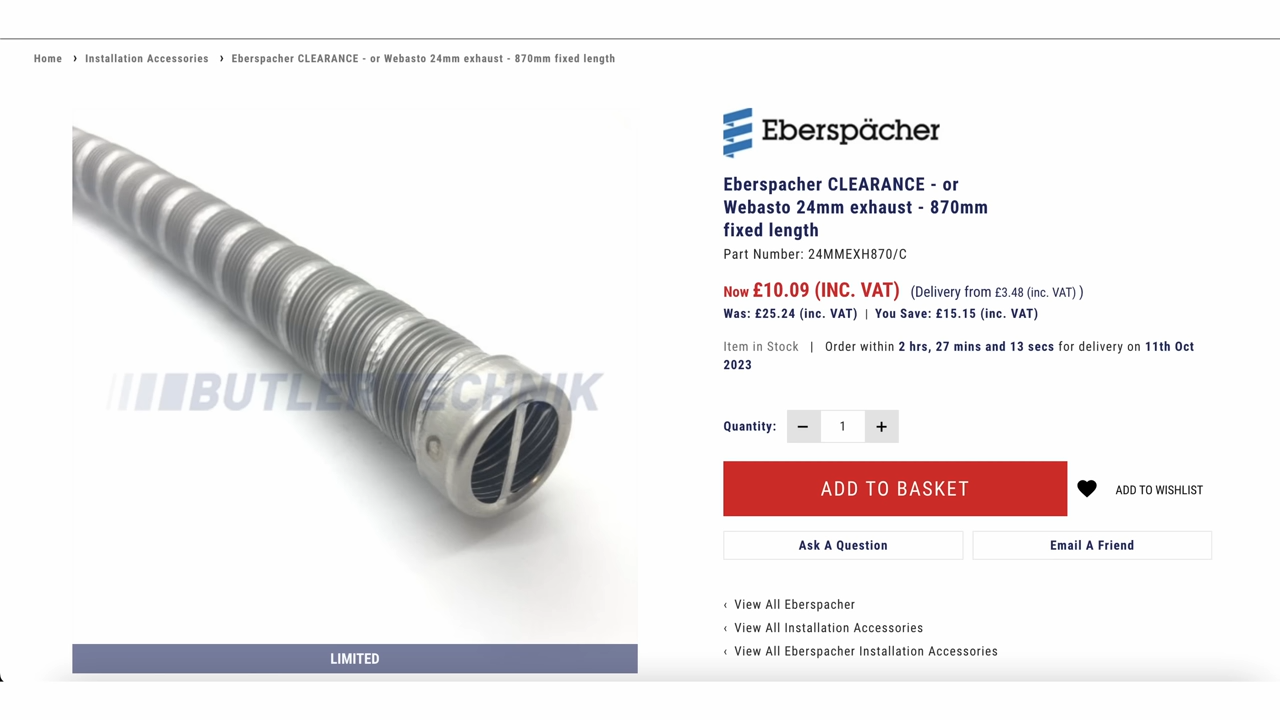 Home › Installation Accessories › Eberspacher CLEARANCE - or Webasto 24mm exhaust - 870mm fixed length
Eberspächer
Eberspacher CLEARANCE - or
Webasto 24mm exhaust - 870mm
fixed length
Part Number: 24MMEXH870/C
Now £10.09 (INC. VAT) (Delivery from £3.48 (inc. VAT) )
Was: £25.24 (inc. VAT) | You Save: £15.15 (inc. VAT)
Item in Stock | Order within 2 hrs, 27 mins and 13 secs for delivery on 11th Oct
2023
BUTLER TECHNIK
Quantity: − 1 +
ADD TO BASKET
ADD TO WISHLIST
Ask A Question
Email A Friend
‹ View All Eberspacher
‹ View All Installation Accessories
‹ View All Eberspacher Installation Accessories
LIMITED